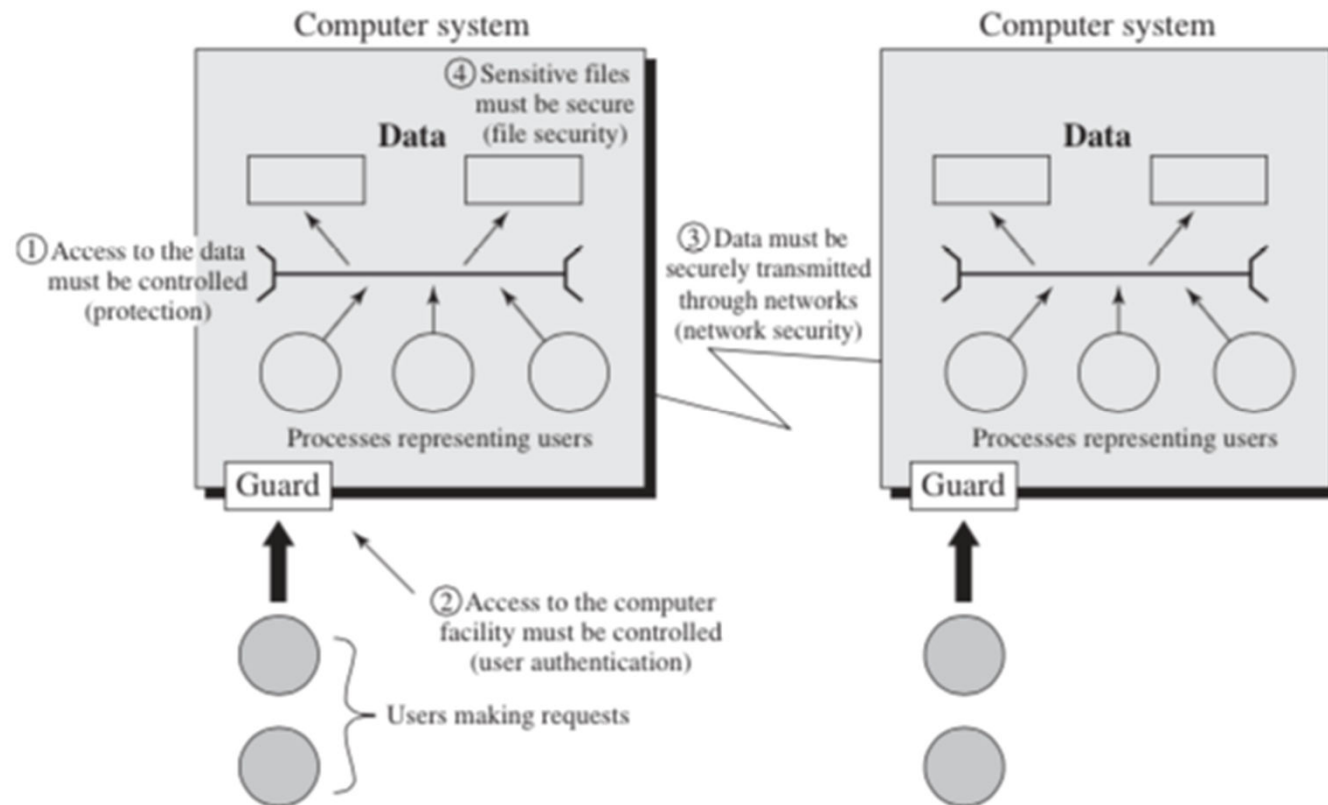 Computer system
④ Sensitive files
must be secure
(file security)
Data
① Access to the data
must be controlled
(protection)
Processes representing users
Guard
② Access to the computer
facility must be controlled
(user authentication)
Users making requests
③ Data must be
securely transmitted
through networks
(network security)
Computer system
Data
Processes representing users
Guard